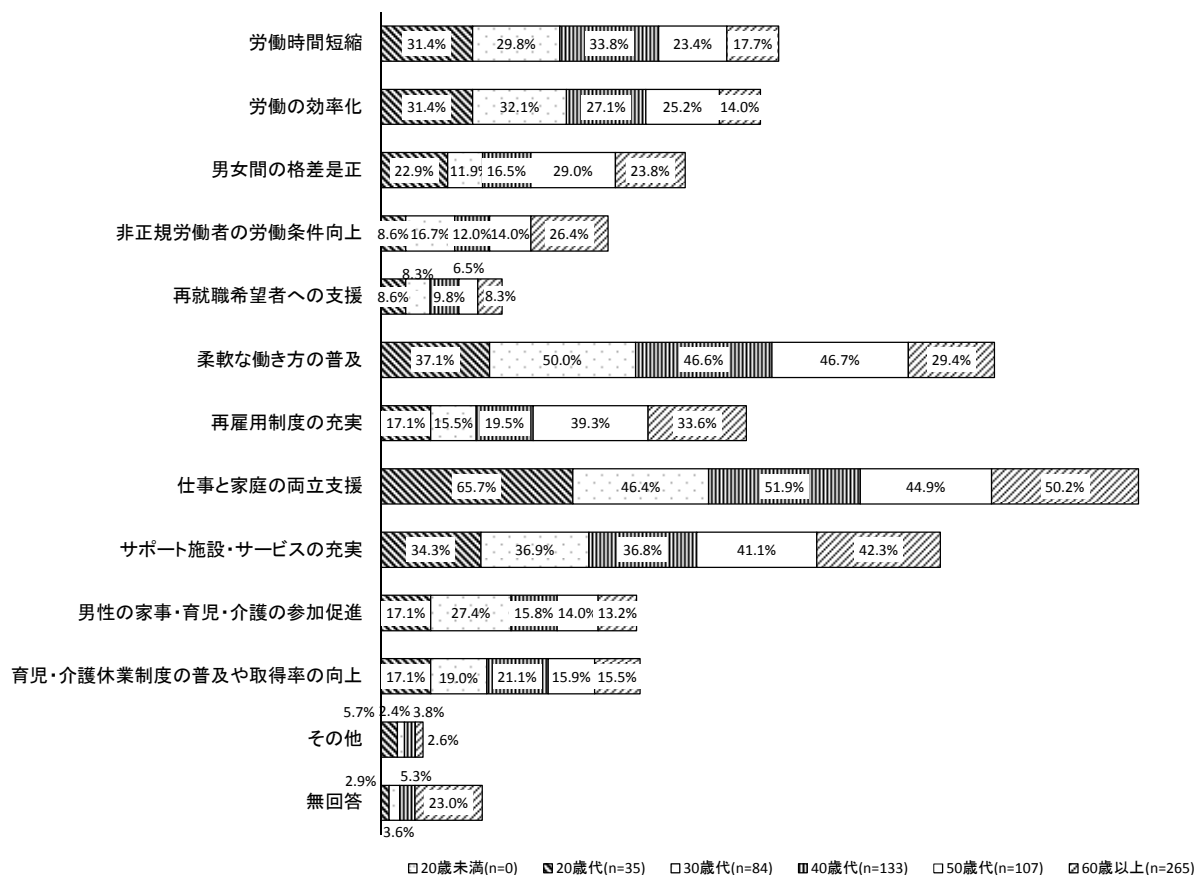 労働時間短縮 31.4% 29.8% 33.8% 23.4% 17.7%
労働の効率化 31.4% 32.1% 27.1% 25.2% 14.0%
男女間の格差是正 22.9% 11.9% 16.5% 29.0% 23.8%
非正規労働者の労働条件向上 8.6% 16.7% 12.0% 14.0% 26.4%
8.3% 6.5%
再就職希望者への支援 8.6% 9.8% 8.3%
柔軟な働き方の普及 37.1% 50.0% 46.6% 46.7% 29.4%
再雇用制度の充実 17.1% 15.5% 19.5% 39.3% 33.6%
仕事と家庭の両立支援 65.7% 46.4% 51.9% 44.9% 50.2%
サポート施設・サービスの充実 34.3% 36.9% 36.8% 41.1% 42.3%
男性の家事・育児・介護の参加促進 17.1% 27.4% 15.8% 14.0% 13.2%
育児・介護休業制度の普及や取得率の向上 17.1% 19.0% 21.1% 15.9% 15.5%
5.7% 2.4% 3.8%
その他 2.6%
2.9% 5.3%
無回答 23.0%
3.6%
20歳未満(n=0) 20歳代(n=35) 30歳代(n=84) 40歳代(n=133) 50歳代(n=107) 60歳以上(n=265)